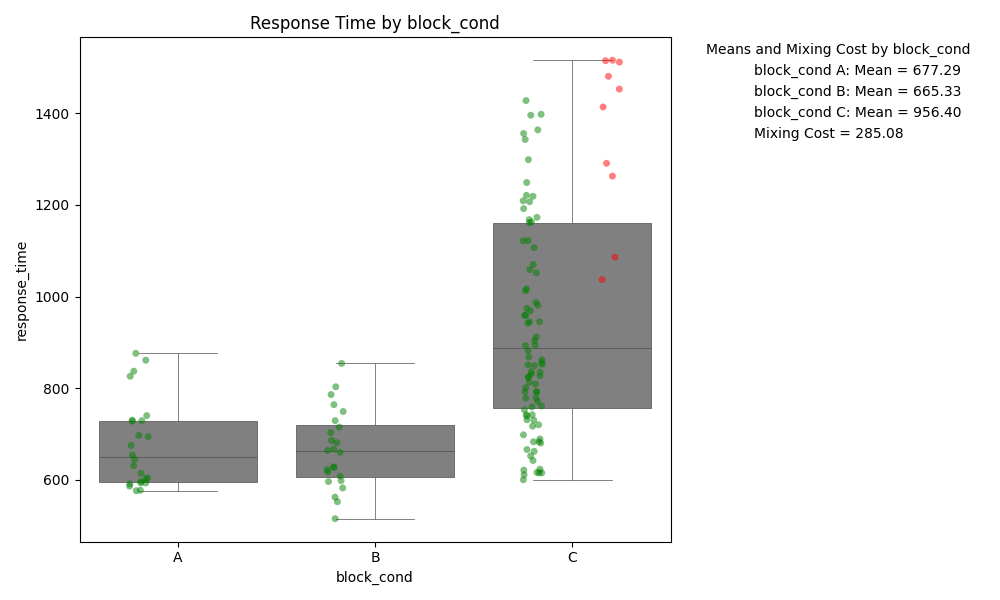 Response Time by block_cond
Means and Mixing Cost by block_cond
block_cond A: Mean = 677.29
block_cond B: Mean = 665.33
block_cond C: Mean = 956.40
Mixing Cost = 285.08
response_time
1400
1200
1000
800
600
A
B
C
block_cond